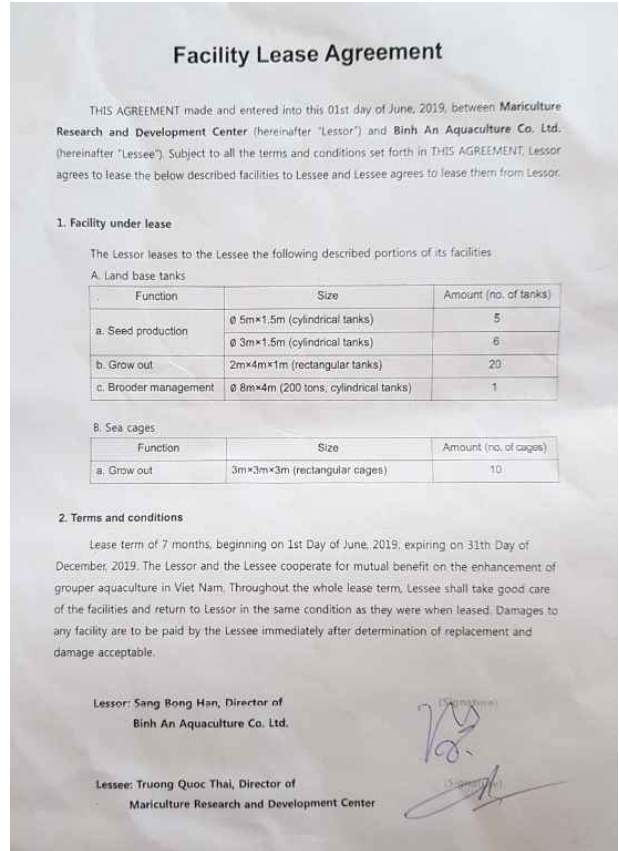 Facility Lease Agreement
THIS AGREEMENT made and entered into this 01st day of June, 2019, between Mariculture
Research and Development Center (hereinafter "Lessor") and Binh An Aquaculture Co. Ltd.
(hereinafter "Lessee"). Subject to all the terms and conditions set forth in THIS AGREEMENT, Lessor
agrees to lease the below described facilities to Lessee and Lessee agrees to lease them from Lessor.
1. Facility under lease
The Lessor leases to the Lessee the following described portions of its facilities
A. Land base tanks
Function Size Amount (no. of tanks)
a. Seed production Ø 5m×1.5m (cylindrical tanks) 5
Ø 3m×1.5m (cylindrical tanks) 6
b. Grow out 2m×4m×1m (rectangular tanks) 20
c. Brooder management Ø 8m×4m (200 tons, cylindrical tanks) 1
B. Sea cages
Function Size Amount (no. of cages)
a. Grow out 3m×3m×3m (rectangular cages) 10
2. Terms and conditions
Lease term of 7 months, beginning on 1st Day of June, 2019, expiring on 31th Day of
December, 2019. The Lessor and the Lessee cooperate for mutual benefit on the enhancement of
grouper aquaculture in Viet Nam. Throughout the whole lease term, Lessee shall take good care
of the facilities and return to Lessor in the same condition as they were when leased. Damages to
any facility are to be paid by the Lessee immediately after determination of replacement and
damage acceptable.
Lessor: Sang Bong Han, Director of (Signature)
Binh An Aquaculture Co. Ltd.
Lessee: Truong Quoc Thai, Director of (Signature)
Mariculture Research and Development Center